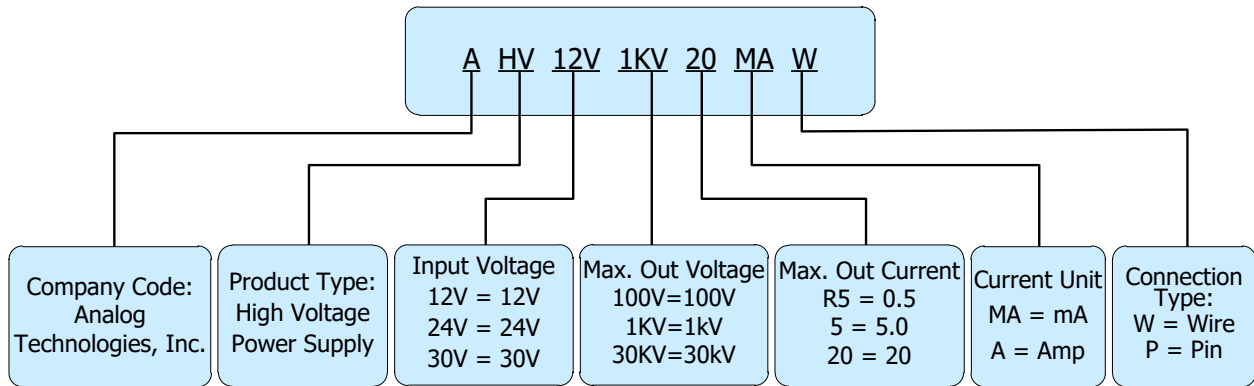 A HV 12V 1KV 20 MA W
Company Code:
Analog
Technologies, Inc.
Product Type:
High Voltage
Power Supply
Input Voltage
12V = 12V
24V = 24V
30V = 30V
Max. Out Voltage
100V=100V
1KV=1kV
30KV=30kV
Max. Out Current
R5 = 0.5
5 = 5.0
20 = 20
Current Unit
MA = mA
A = Amp
Connection
Type:
W = Wire
P = Pin